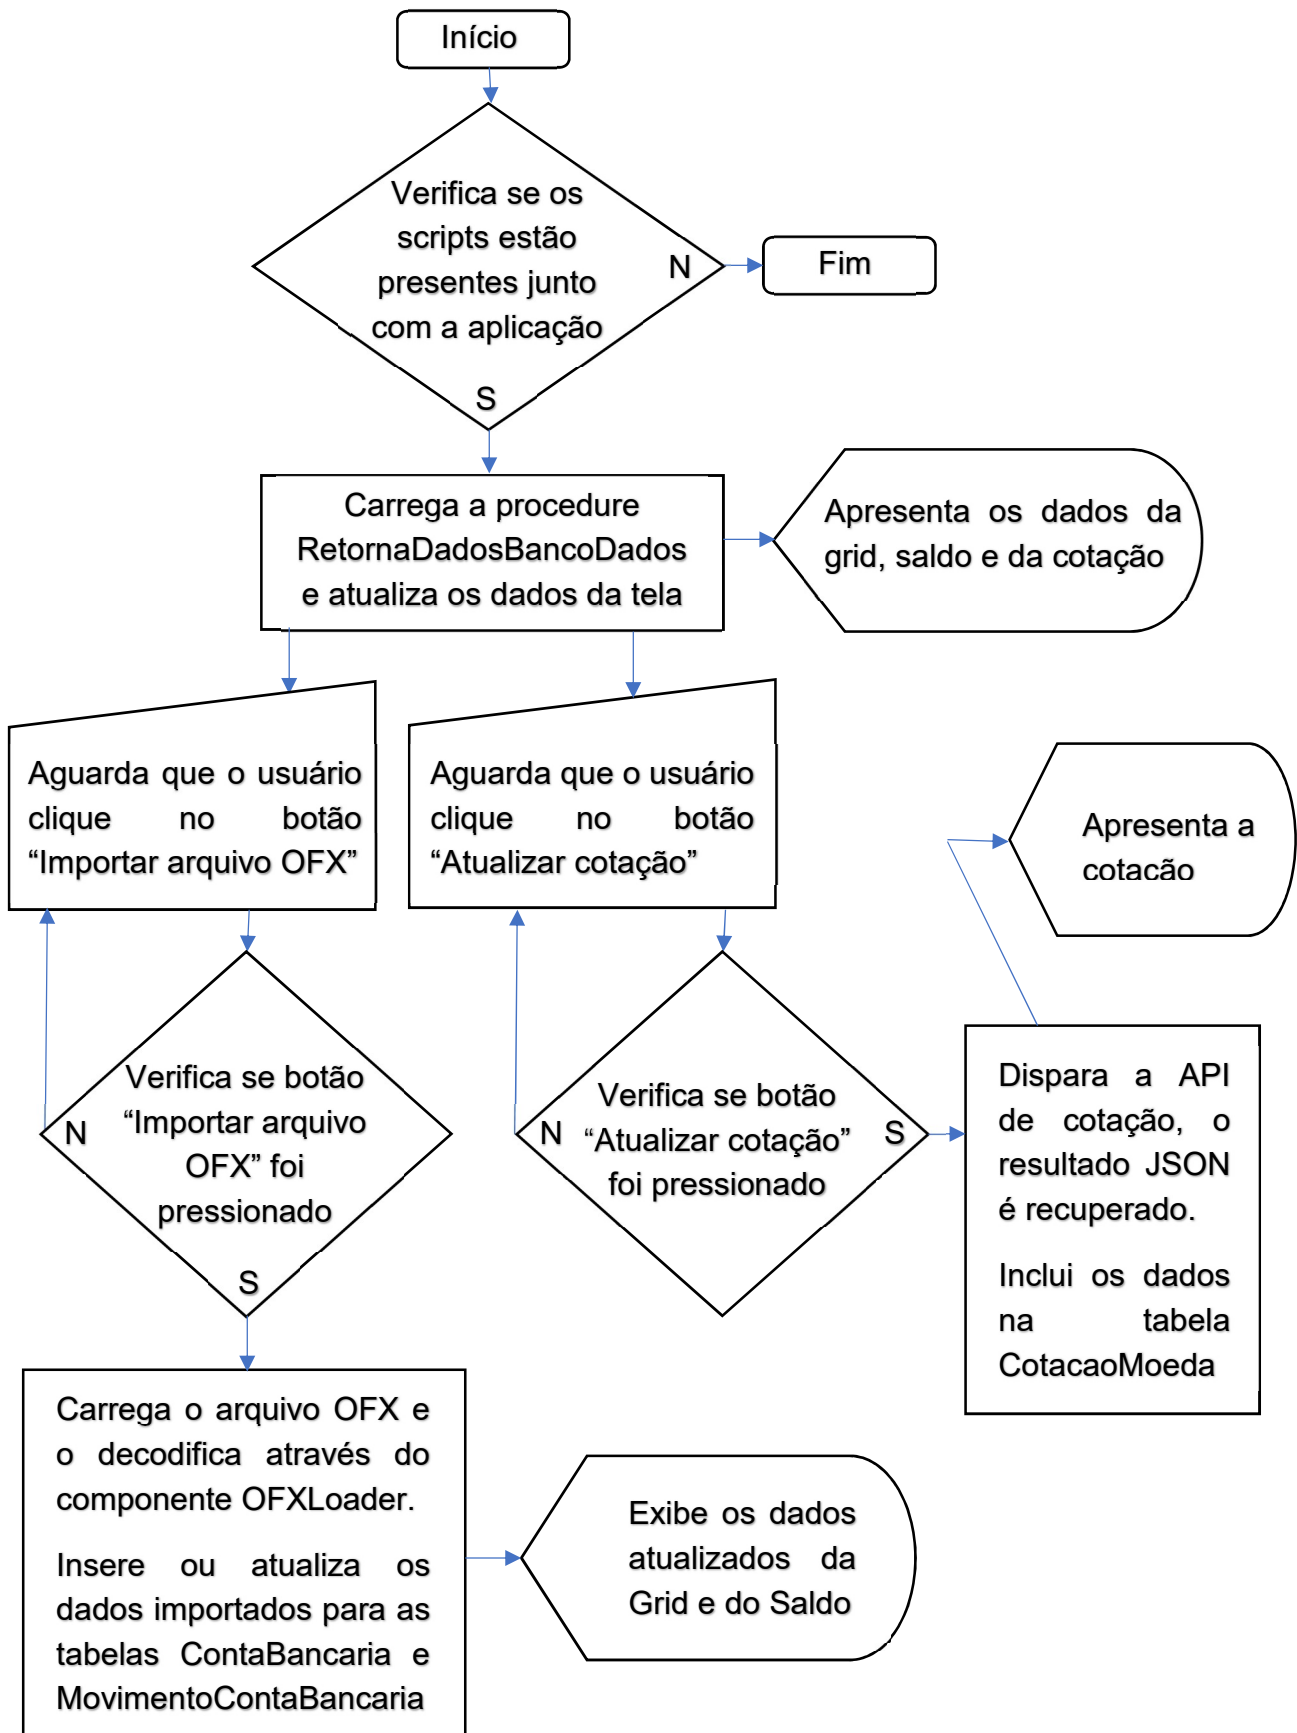 Início
Verifica se os
scripts estão
presentes junto
com a aplicação
N
S
Fim
Carrega a procedure
RetornaDadosBancoDados
e atualiza os dados da tela
Apresenta os dados da
grid, saldo e da cotação
Aguarda que o usuário
clique no botão
“Importar arquivo OFX”
Aguarda que o usuário
clique no botão
“Atualizar cotação”
Apresenta a
cotação
Verifica se botão
“Importar arquivo
OFX” foi
pressionado
N
S
Verifica se botão
“Atualizar cotação”
foi pressionado
N
S
Dispara a API
de cotação, o
resultado JSON
é recuperado.
Inclui os dados
na tabela
CotacaoMoeda
Carrega o arquivo OFX e
o decodifica através do
componente OFXLoader.
Insere ou atualiza os
dados importados para as
tabelas ContaBancaria e
MovimentoContaBancaria
Exibe os dados
atualizados da
Grid e do Saldo